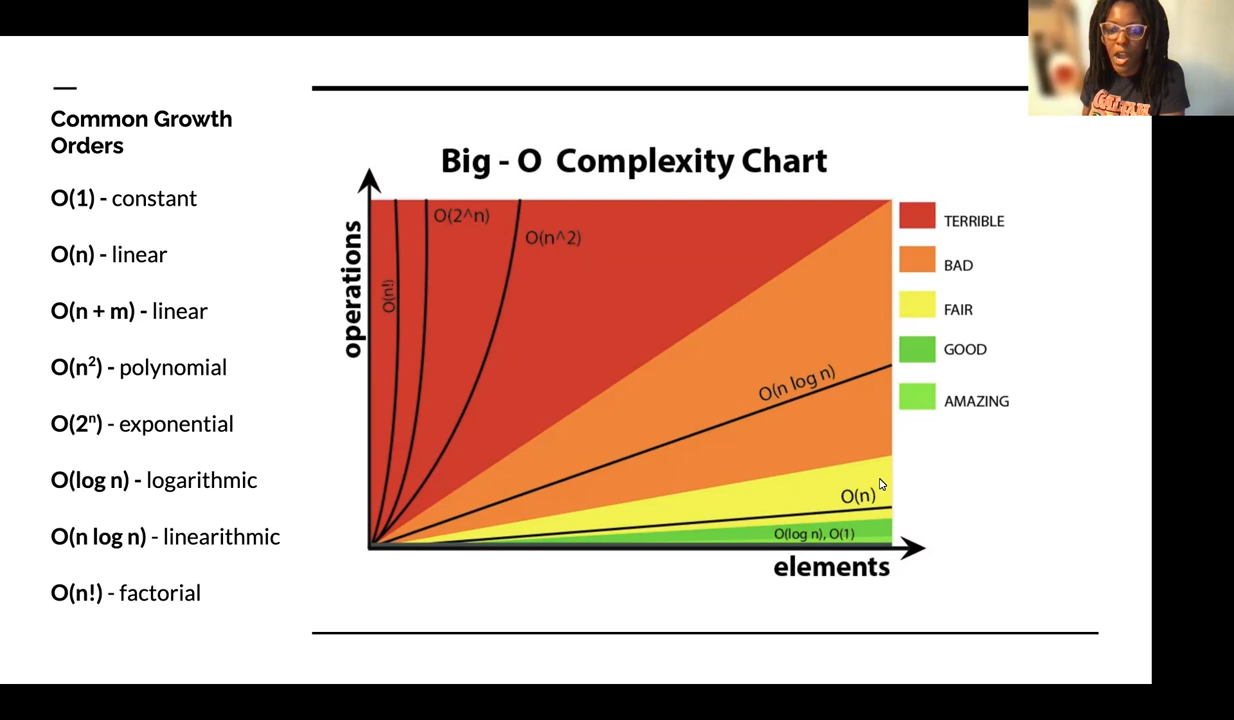 Common Growth
Orders
O(1) - constant
O(n) - linear
O(n + m) - linear
O(n²) - polynomial
O(2ⁿ) - exponential
O(log n) - logarithmic
O(n log n) - linearithmic
O(n!) - factorial
Big - O Complexity Chart
operations
O(n!)
O(2^n)
O(n^2)
O(n log n)
O(n)
O(log n), O(1)
elements
TERRIBLE
BAD
FAIR
GOOD
AMAZING